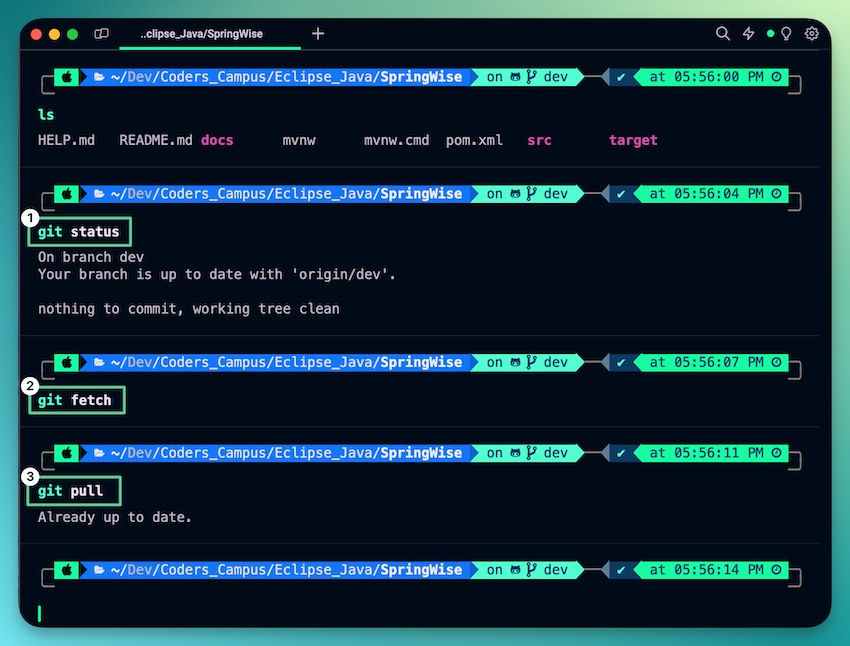 ..clipse_Java/SpringWise
~/Dev/Coders_Campus/Eclipse_Java/SpringWise on dev ✔ at 05:56:00 PM
ls
HELP.md README.md docs mvnw mvnw.cmd pom.xml src target
~/Dev/Coders_Campus/Eclipse_Java/SpringWise on dev ✔ at 05:56:04 PM
1
git status
On branch dev
Your branch is up to date with 'origin/dev'.
nothing to commit, working tree clean
~/Dev/Coders_Campus/Eclipse_Java/SpringWise on dev ✔ at 05:56:07 PM
2
git fetch
~/Dev/Coders_Campus/Eclipse_Java/SpringWise on dev ✔ at 05:56:11 PM
3
git pull
Already up to date.
~/Dev/Coders_Campus/Eclipse_Java/SpringWise on dev ✔ at 05:56:14 PM